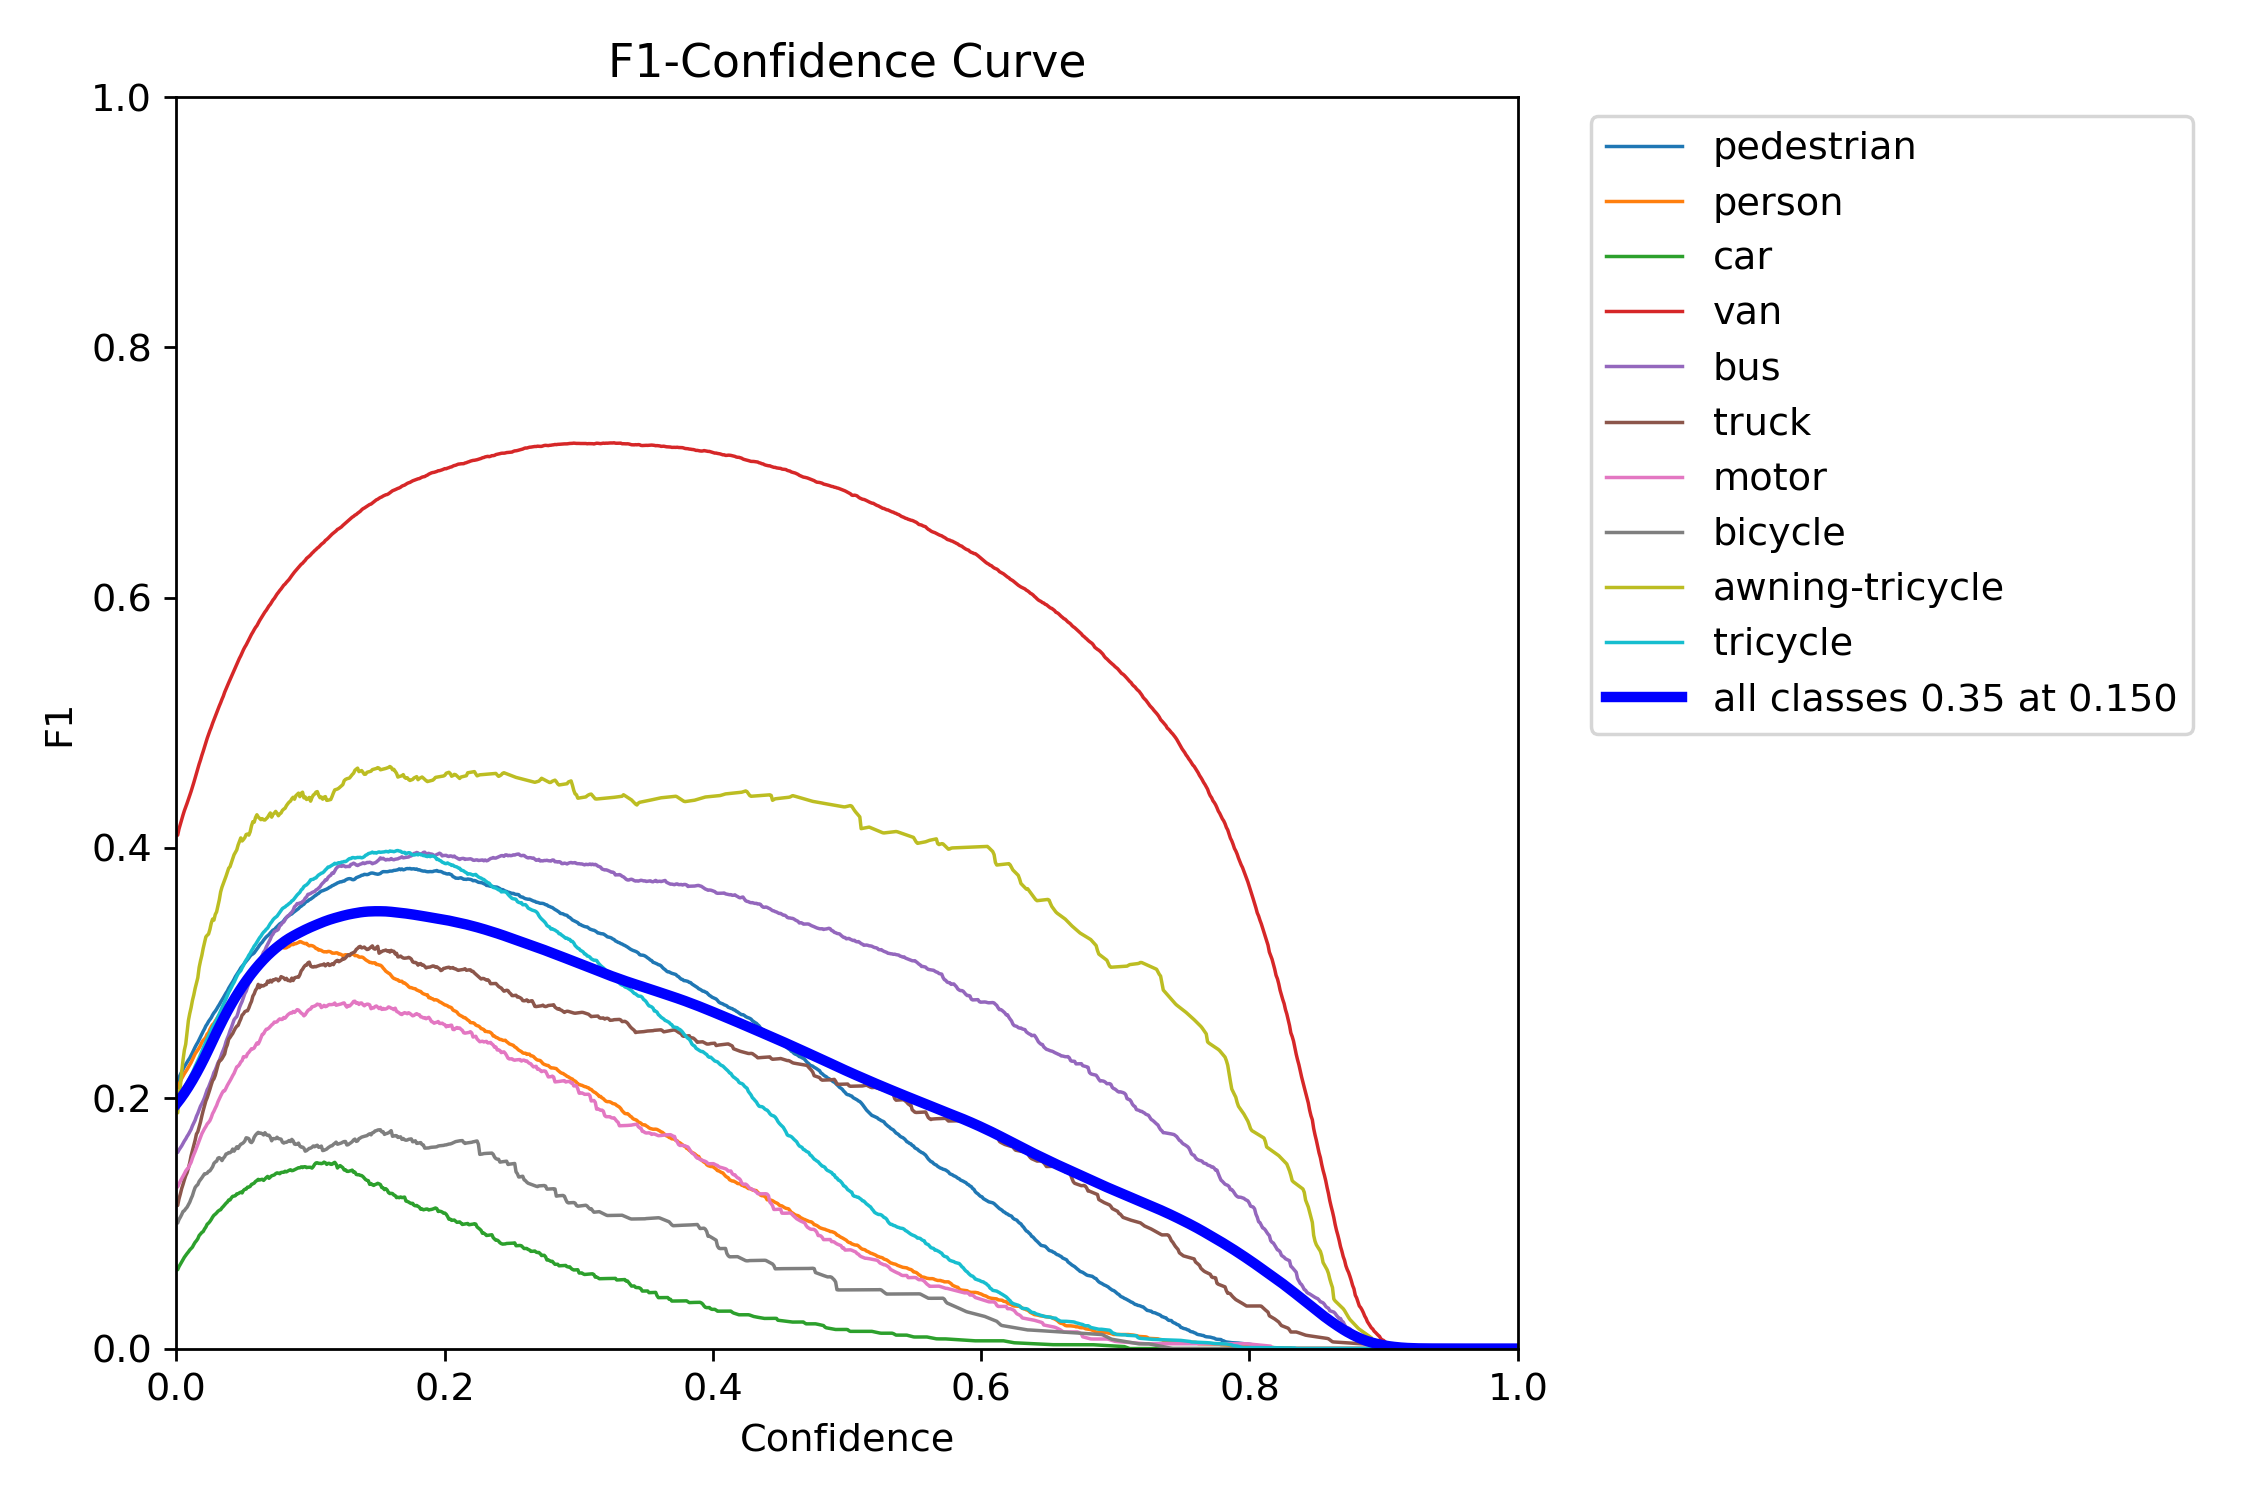 F1-Confidence Curve
1.0
0.8
0.6
0.4
0.2
0.0
F1
0.0 0.2 0.4 0.6 0.8 1.0
Confidence
pedestrian
person
car
van
bus
truck
motor
bicycle
awning-tricycle
tricycle
all classes 0.35 at 0.150